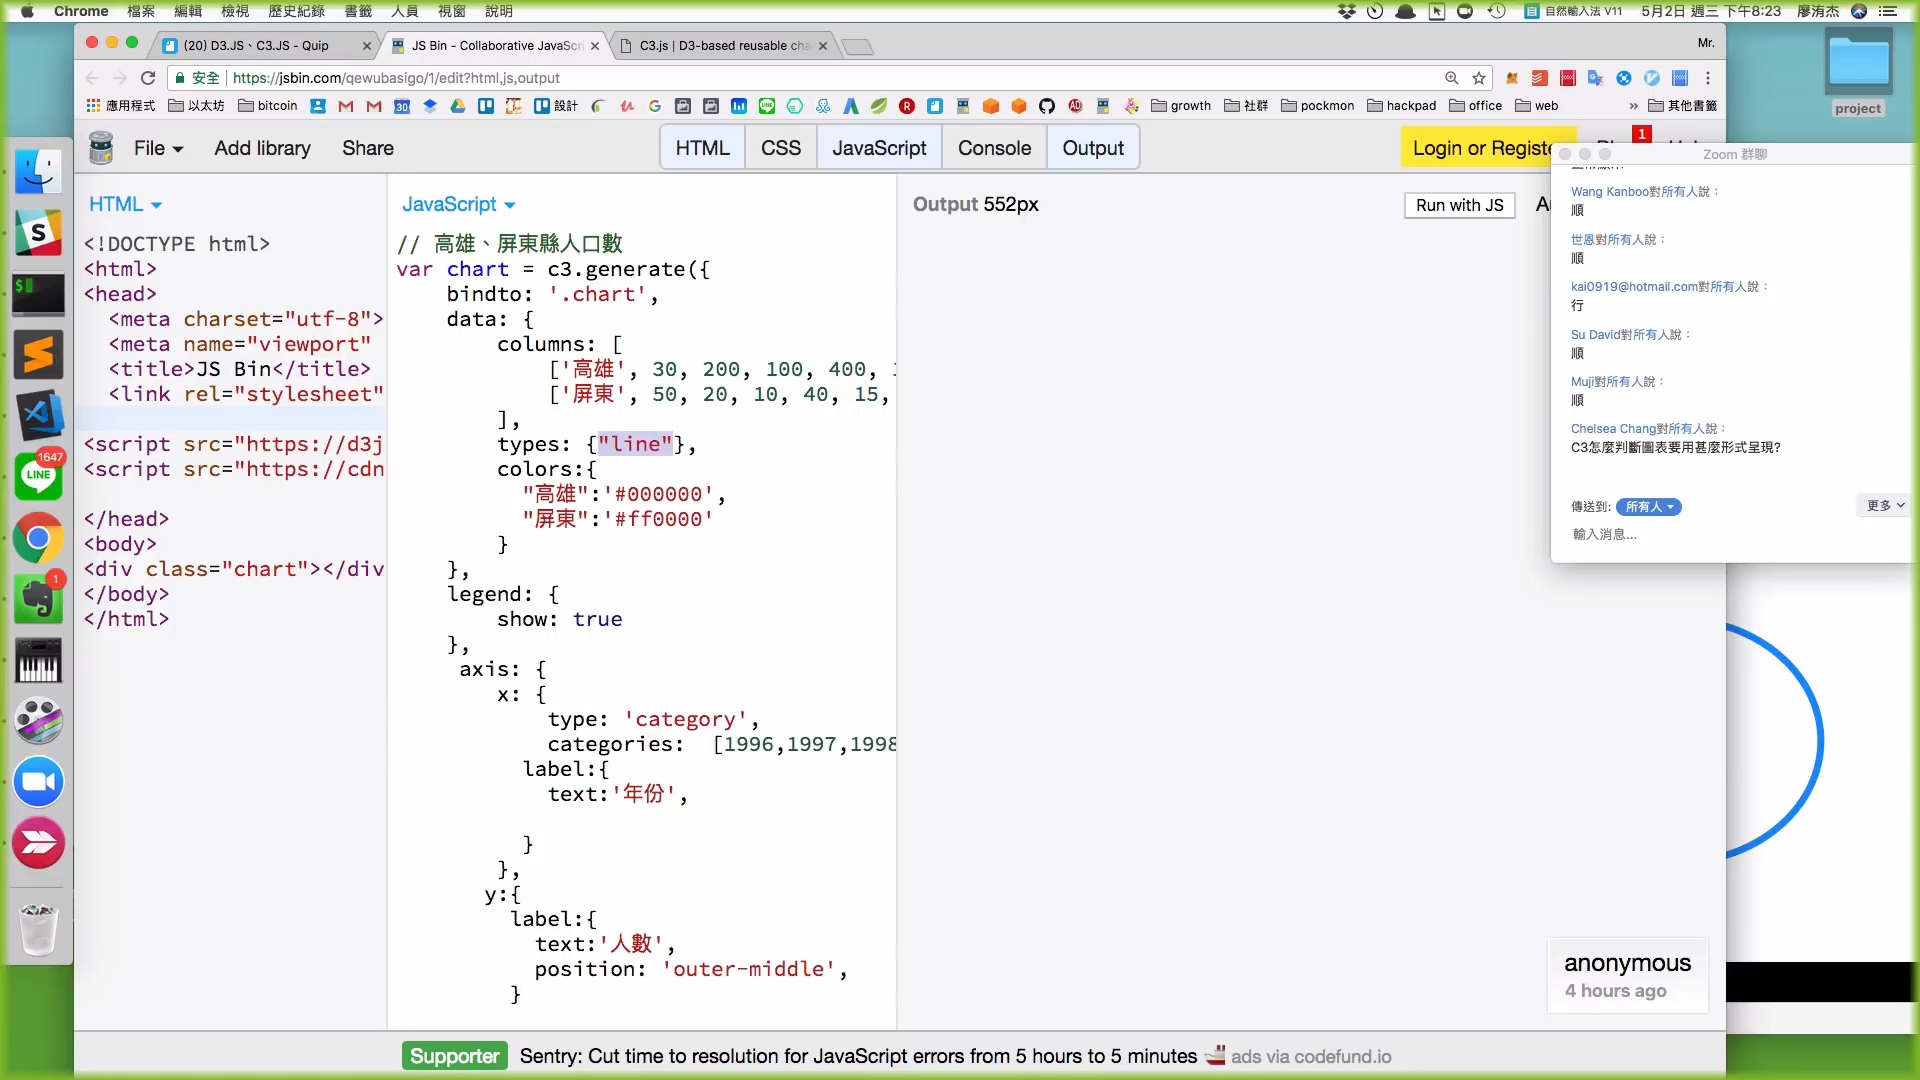 Chrome 檔案 編輯 檢視 歷史紀錄 書籤 人員 視窗 說明
自然輸入法 V11 5月2日 週三 下午8:23 廖洧杰
(20) D3.JS、C3.JS - Quip
JS Bin - Collaborative JavaScri
C3.js | D3-based reusable cha
Mr.
安全 https://jsbin.com/qewubasigo/1/edit?html,js,output
應用程式 以太坊 bitcoin 設計 growth 社群 pockmon hackpad office web » 其他書籤
project
File Add library Share
HTML CSS JavaScript Console Output
Login or Registe
1
HTML
<!DOCTYPE html>
<html>
<head>
<meta charset="utf-8">
<meta name="viewport"
<title>JS Bin</title>
<link rel="stylesheet"
<script src="https://d3j
<script src="https://cdn
</head>
<body>
<div class="chart"></div
</body>
</html>
JavaScript
// 高雄、屏東縣人口數
var chart = c3.generate({
bindto: '.chart',
data: {
columns: [
['高雄', 30, 200, 100, 400,
['屏東', 50, 20, 10, 40, 15,
],
types: {"line"},
colors:{
"高雄":'#000000',
"屏東":'#ff0000'
}
},
legend: {
show: true
},
axis: {
x: {
type: 'category',
categories: [1996,1997,1998
label:{
text:'年份',
}
},
y:{
label:{
text:'人數',
position: 'outer-middle',
}
Output 552px
Run with JS
Zoom 群聊
Wang Kanboo對所有人說：
順
世恩對所有人說：
順
kai0919@hotmail.com對所有人說：
行
Su David對所有人說：
順
Muji對所有人說：
順
Chelsea Chang對所有人說：
C3怎麼判斷圖表要用甚麼形式呈現?
傳送到: 所有人
更多
輸入消息...
1647
LINE
1
anonymous
4 hours ago
Supporter Sentry: Cut time to resolution for JavaScript errors from 5 hours to 5 minutes ads via codefund.io